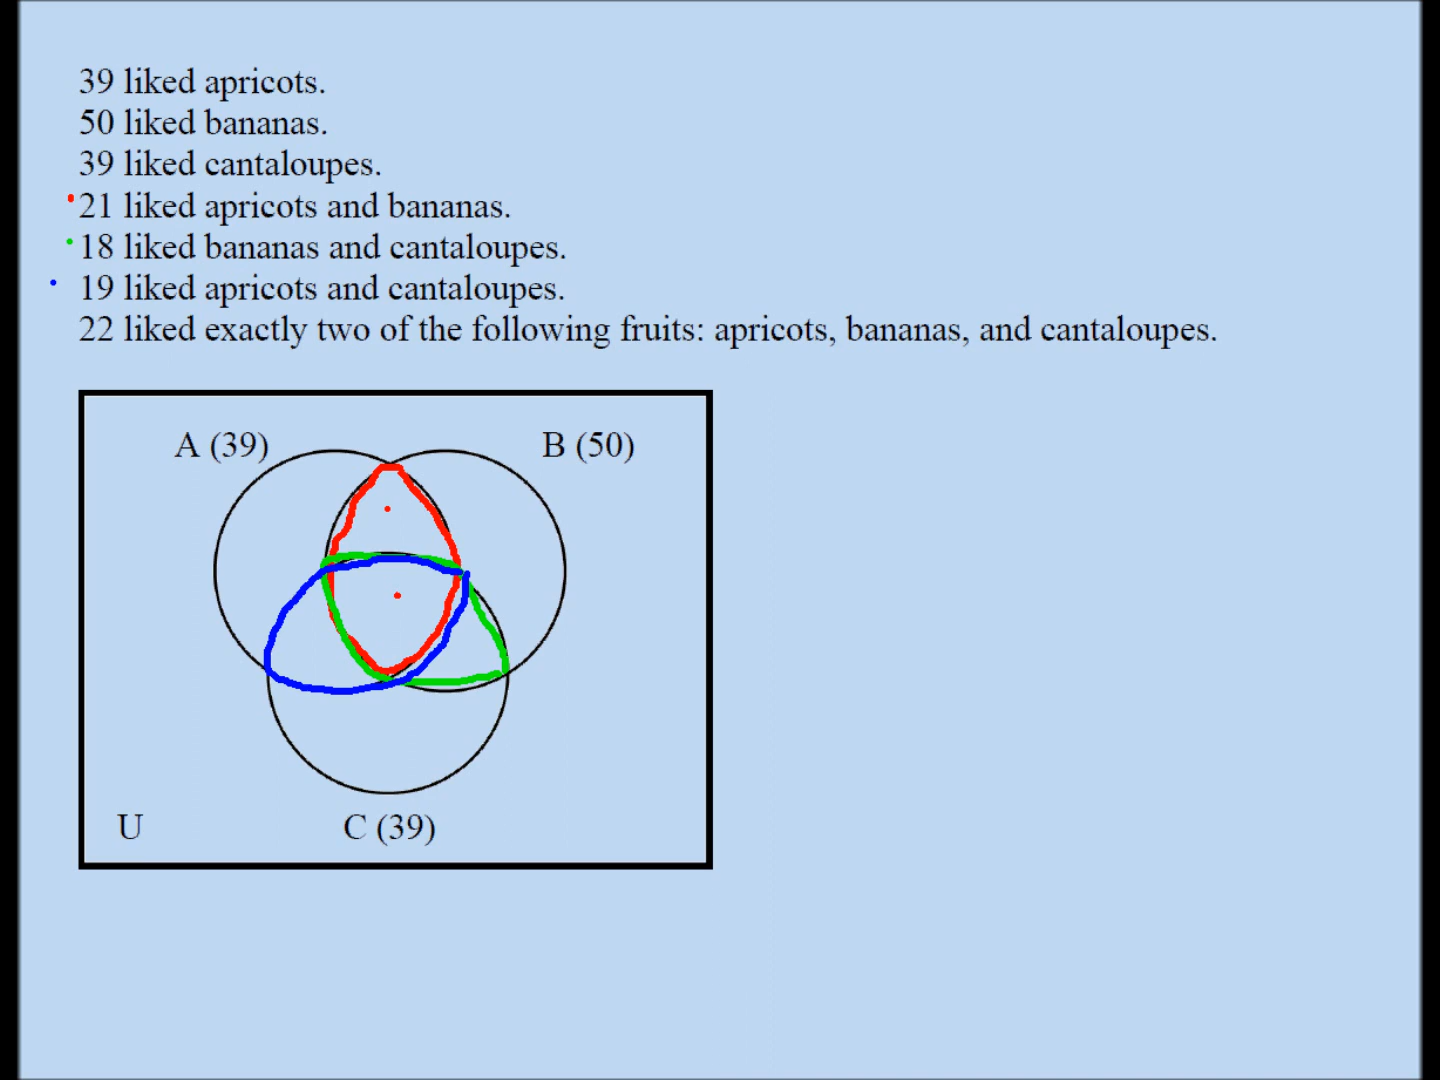 39 liked apricots.
50 liked bananas.
39 liked cantaloupes.
21 liked apricots and bananas.
18 liked bananas and cantaloupes.
19 liked apricots and cantaloupes.
22 liked exactly two of the following fruits: apricots, bananas, and cantaloupes.
A (39)
B (50)
U
C (39)